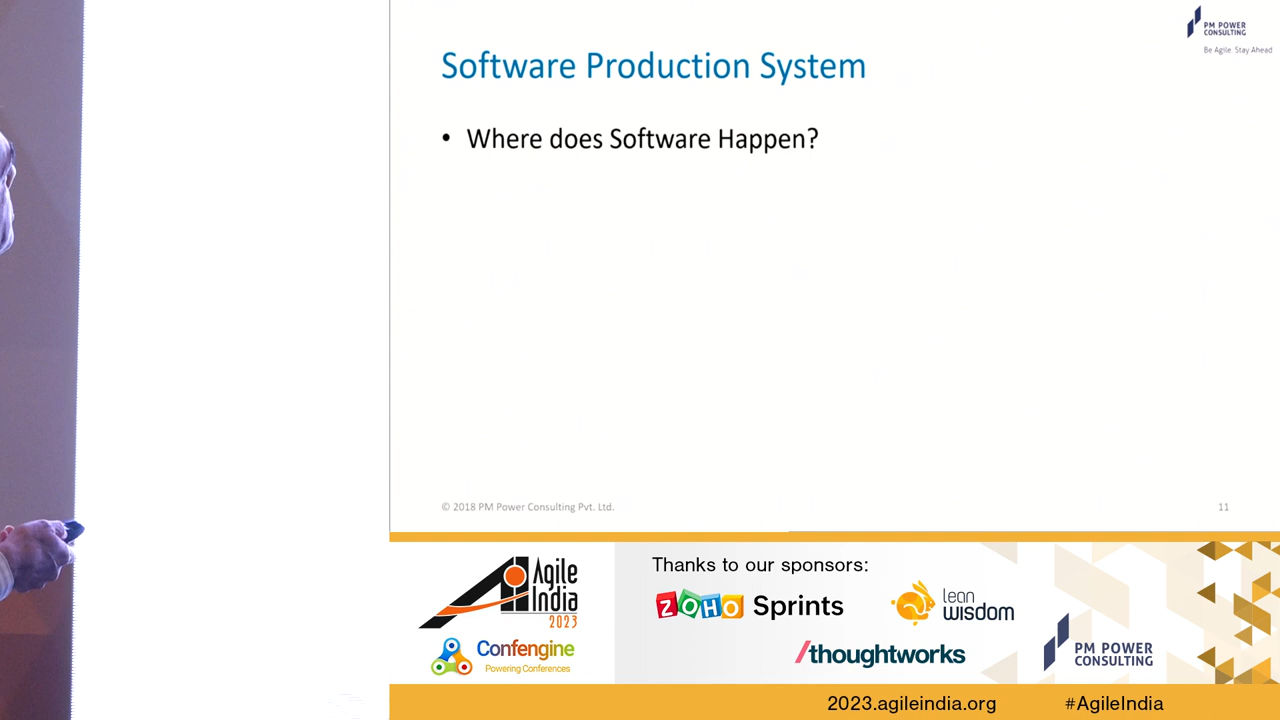 PM POWER
CONSULTING
Be Agile Stay Ahead
Software Production System
• Where does Software Happen?
© 2018 PM Power Consulting Pvt. Ltd.
11
Agile
India
2023
Confengine
Powering Conferences
Thanks to our sponsors:
ZOHO Sprints
lean
wisdom
/thoughtworks
PM POWER
CONSULTING
2023.agileindia.org
#AgileIndia